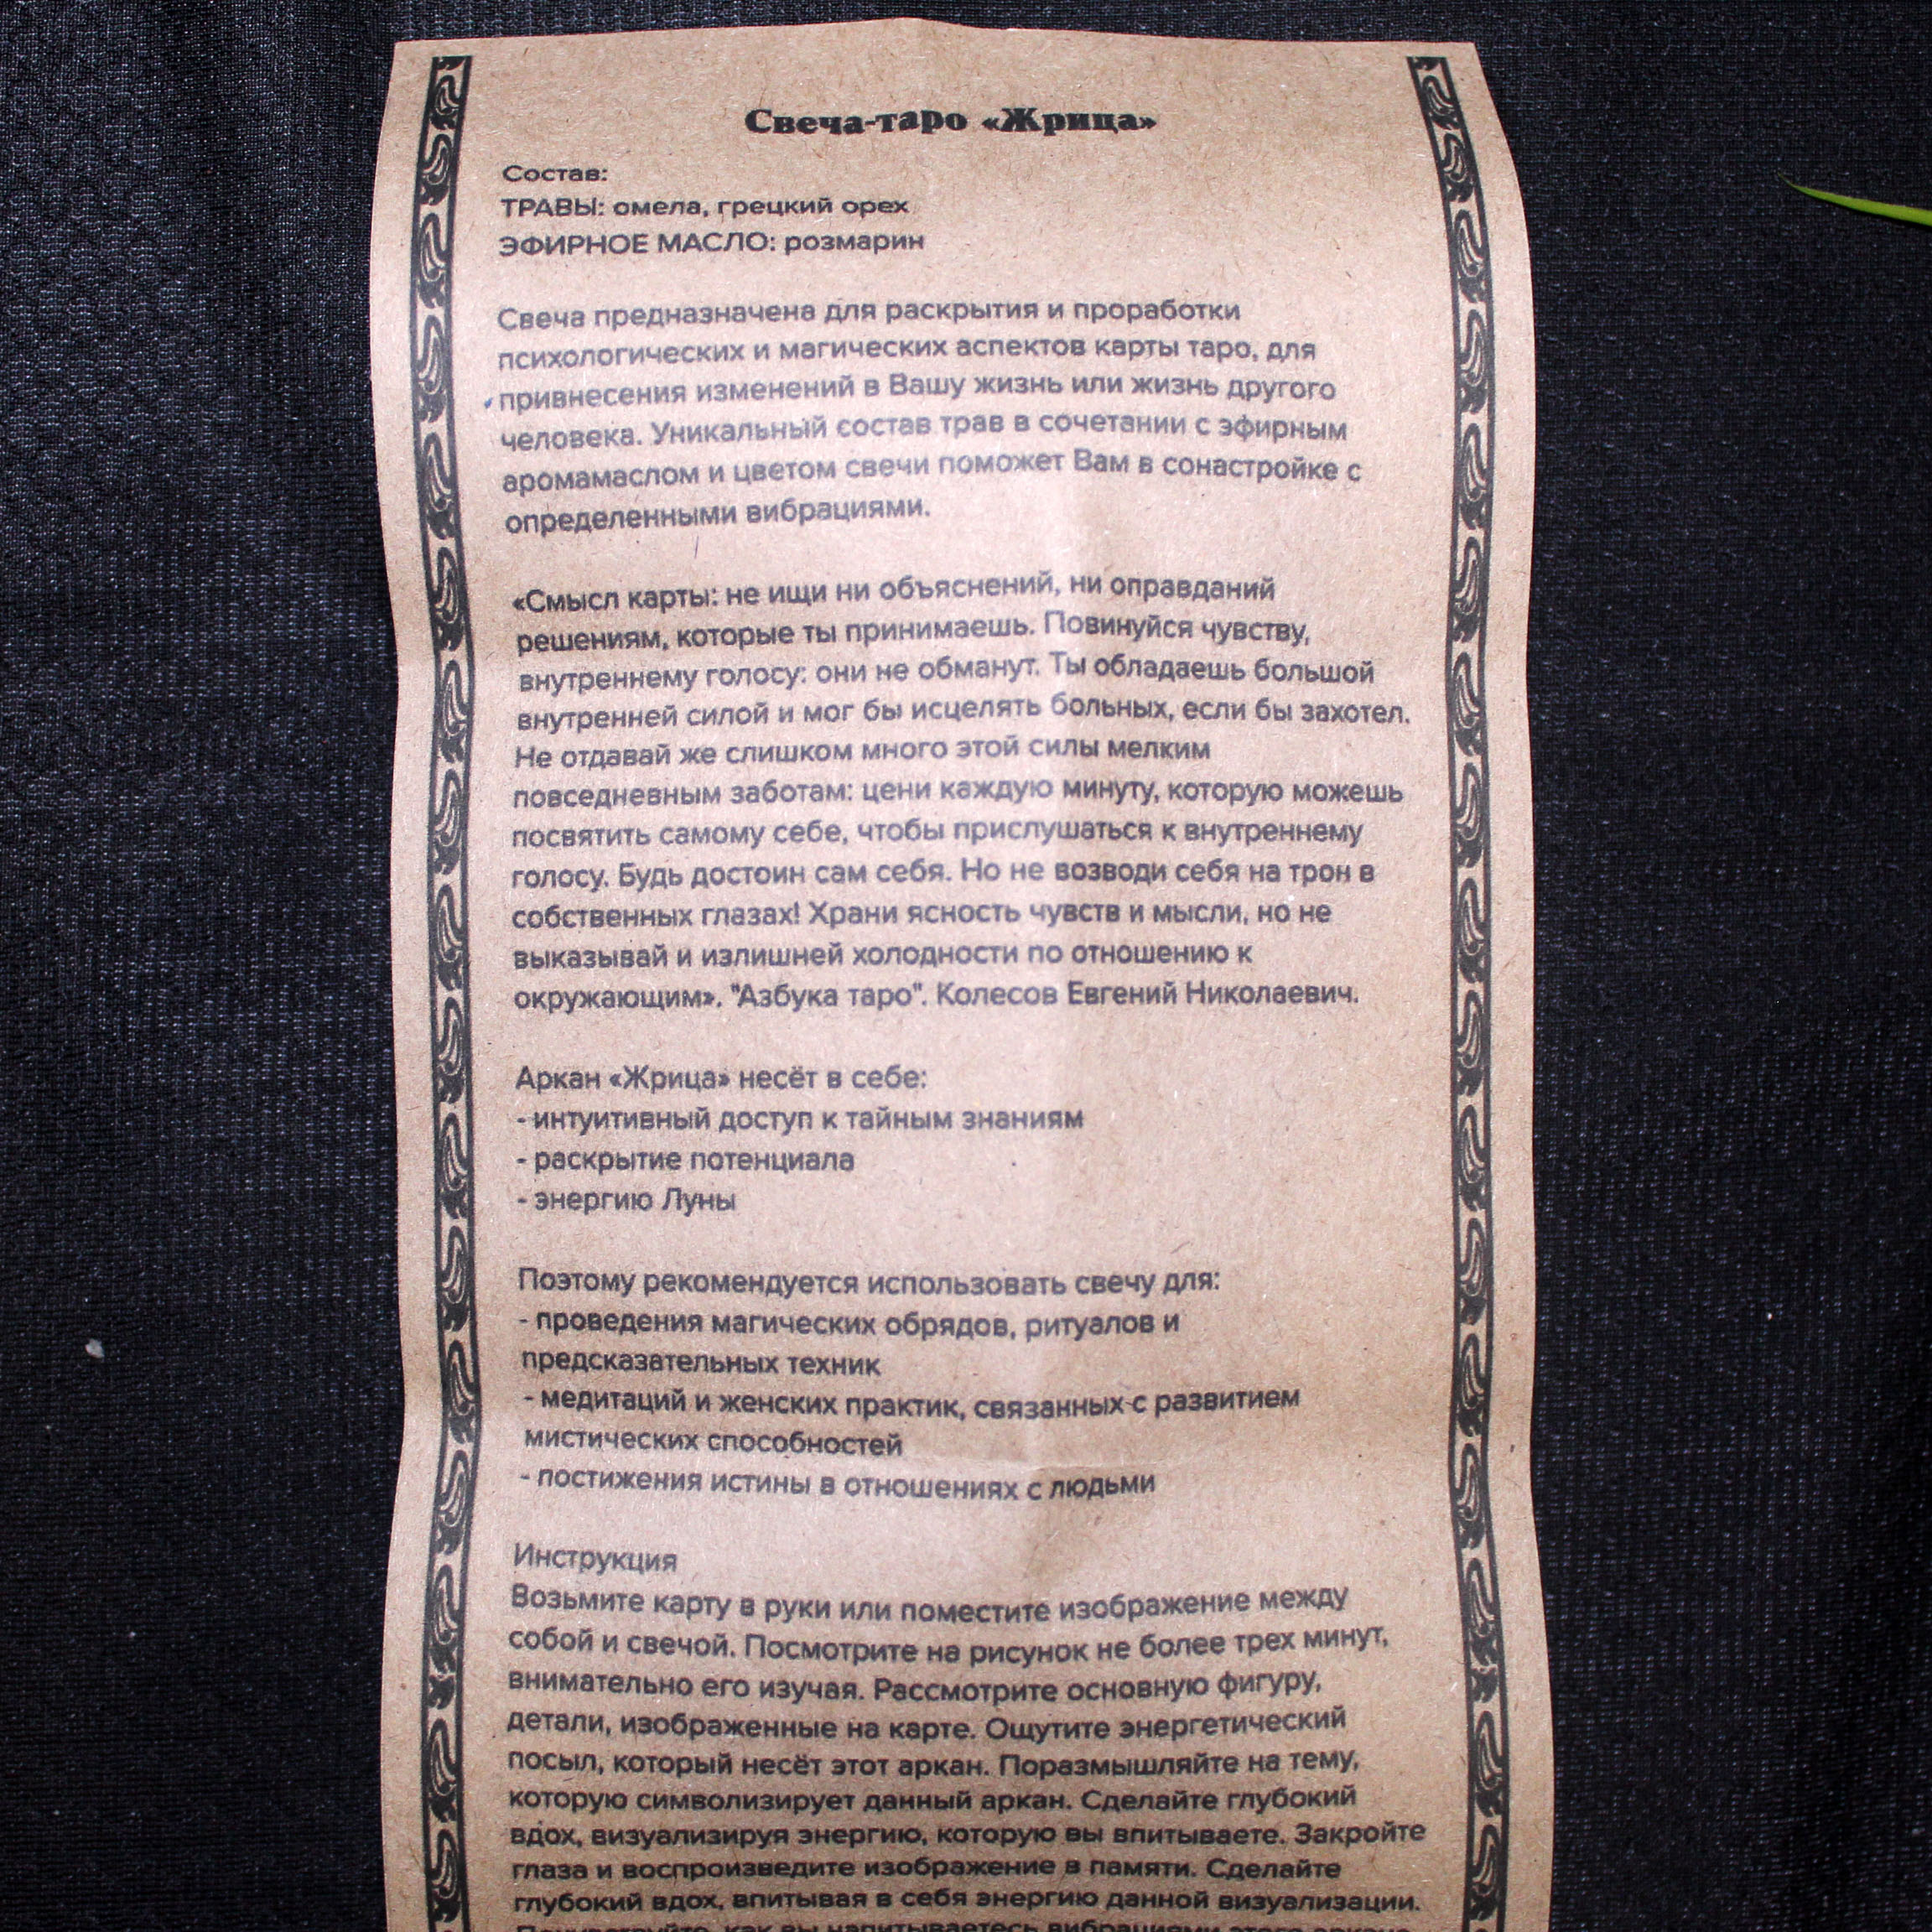 Свеча-таро «Жрица»
Состав:
ТРАВЫ: омела, грецкий орех
ЭФИРНОЕ МАСЛО: розмарин
Свеча предназначена для раскрытия и проработки
психологических и магических аспектов карты таро, для
привнесения изменений в Вашу жизнь или жизнь другого
человека. Уникальный состав трав в сочетании с эфирным
аромамаслом и цветом свечи поможет Вам в сонастройке с
определенными вибрациями.
«Смысл карты: не ищи ни объяснений, ни оправданий
решениям, которые ты принимаешь. Повинуйся чувству,
внутреннему голосу: они не обманут. Ты обладаешь большой
внутренней силой и мог бы исцелять больных, если бы захотел.
Не отдавай же слишком много этой силы мелким
повседневным заботам: цени каждую минуту, которую можешь
посвятить самому себе, чтобы прислушаться к внутреннему
голосу. Будь достоин сам себя. Но не возводи себя на трон в
собственных глазах! Храни ясность чувств и мысли, но не
выказывай и излишней холодности по отношению к
окружающим». "Азбука таро". Колесов Евгений Николаевич.
Аркан «Жрица» несёт в себе:
- интуитивный доступ к тайным знаниям
- раскрытие потенциала
- энергию Луны
Поэтому рекомендуется использовать свечу для:
- проведения магических обрядов, ритуалов и
предсказательных техник
- медитаций и женских практик, связанных с развитием
мистических способностей
- постижения истины в отношениях с людьми
Инструкция
Возьмите карту в руки или поместите изображение между
собой и свечой. Посмотрите на рисунок не более трех минут,
внимательно его изучая. Рассмотрите основную фигуру,
детали, изображенные на карте. Ощутите энергетический
посыл, который несёт этот аркан. Поразмышляйте на тему,
которую символизирует данный аркан. Сделайте глубокий
вдох, визуализируя энергию, которую вы впитываете. Закройте
глаза и воспроизведите изображение в памяти. Сделайте
глубокий вдох, впитывая в себя энергию данной визуализации.
Почувствуйте, как вы напитываетесь вибрациями этого аркана.